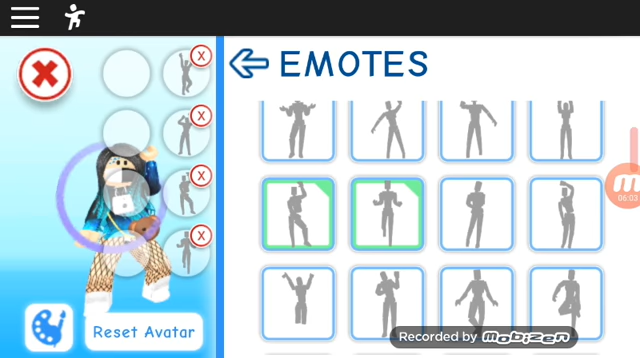 EMOTES
X
X
X
X
06:03
Reset Avatar
Recorded by MOBIZEN